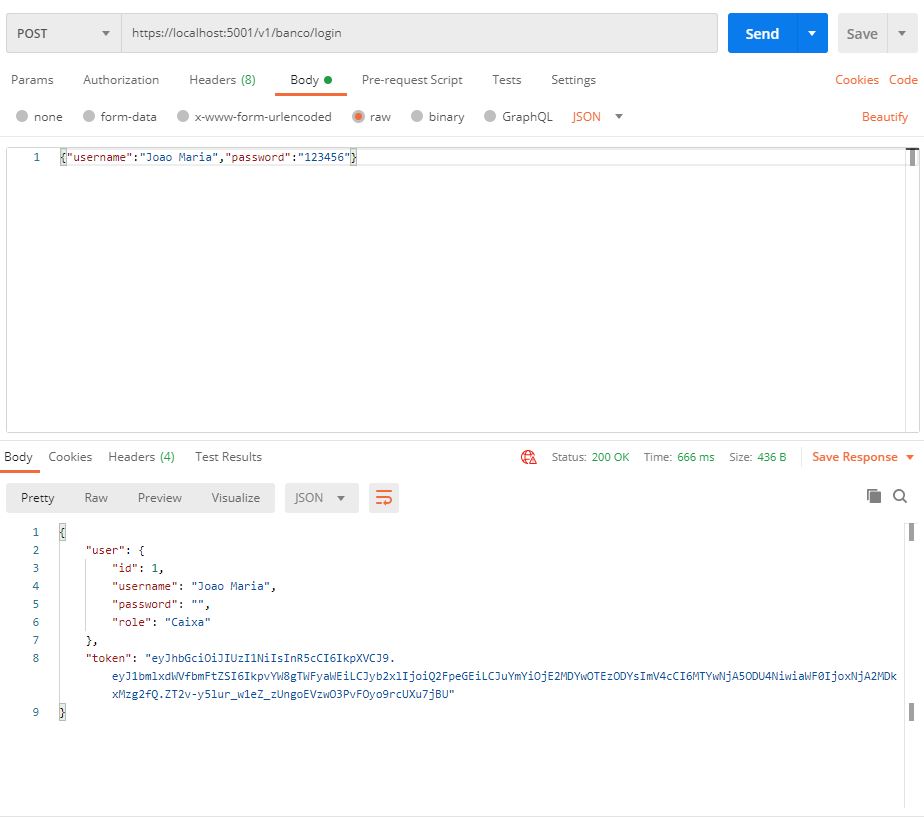 POST https://localhost:5001/v1/banco/login Send Save
Params Authorization Headers (8) Body Pre-request Script Tests Settings Cookies Code
none form-data x-www-form-urlencoded raw binary GraphQL JSON Beautify
1 {"username":"Joao Maria","password":"123456"}
Body Cookies Headers (4) Test Results Status: 200 OK Time: 666 ms Size: 436 B Save Response
Pretty Raw Preview Visualize JSON
1 {
2 "user": {
3 "id": 1,
4 "username": "Joao Maria",
5 "password": "",
6 "role": "Caixa"
7 },
8 "token": "eyJhbGciOiJIUzI1NiIsInR5cCI6IkpXVCJ9.
eyJ1bmlxdWVfbmFtZSI6IkpvYW8gTWFyaWEiLCJyb2xlIjoiQ2FpeGEiLCJuYmYiOjE2MDYwOTEzODYsImV4cCI6MTYwNjA5ODU4NiwiaWF0IjoxNjA2MDk
xMzg2fQ.ZT2v-y5lur_w1eZ_zUngoEVzwO3PvFOyo9rcUXu7jBU"
9 }